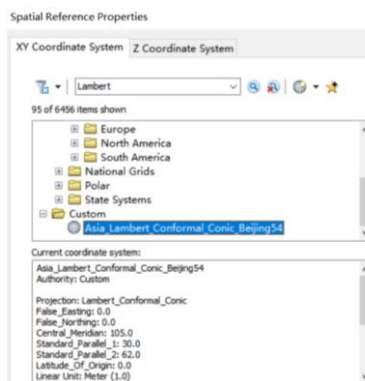 Spatial Reference Properties
XY Coordinate System Z Coordinate System
Lambert
95 of 6456 items shown
Europe
North America
South America
National Grids
Polar
State Systems
Custom
Asia_Lambert_Conformal_Conic_Beijing54
Current coordinate system:
Asia_Lambert_Conformal_Conic_Beijing54
Authority: Custom
Projection: Lambert_Conformal_Conic
False_Easting: 0.0
False_Northing: 0.0
Central_Meridian: 105.0
Standard_Parallel_1: 30.0
Standard_Parallel_2: 62.0
Latitude_Of_Origin: 0.0
Linear Unit: Meter (1.0)